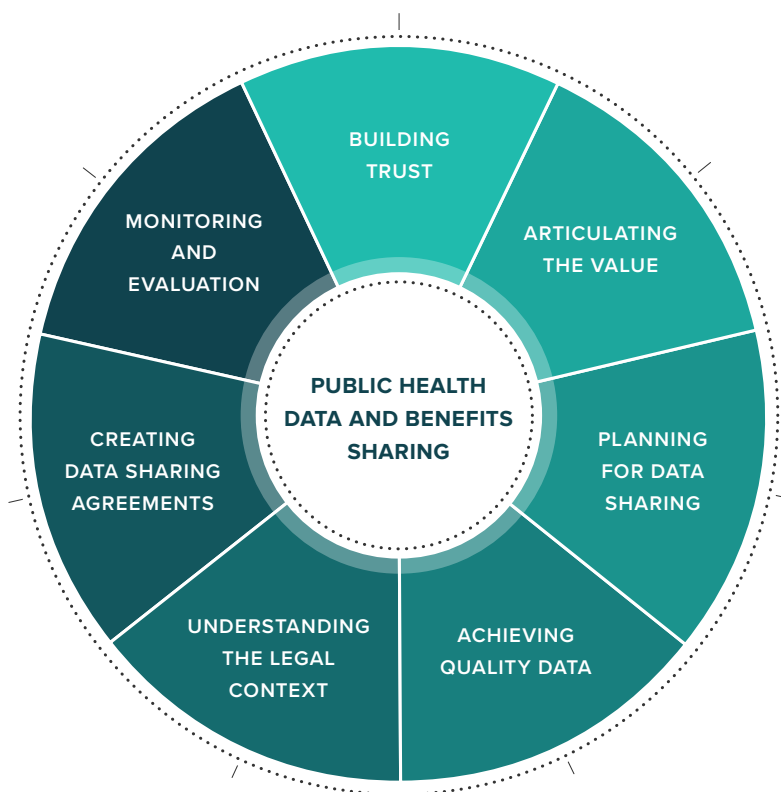 BUILDING
TRUST
ARTICULATING
THE VALUE
PLANNING
FOR DATA
SHARING
ACHIEVING
QUALITY DATA
UNDERSTANDING
THE LEGAL
CONTEXT
CREATING
DATA SHARING
AGREEMENTS
MONITORING
AND
EVALUATION
PUBLIC HEALTH
DATA AND BENEFITS
SHARING